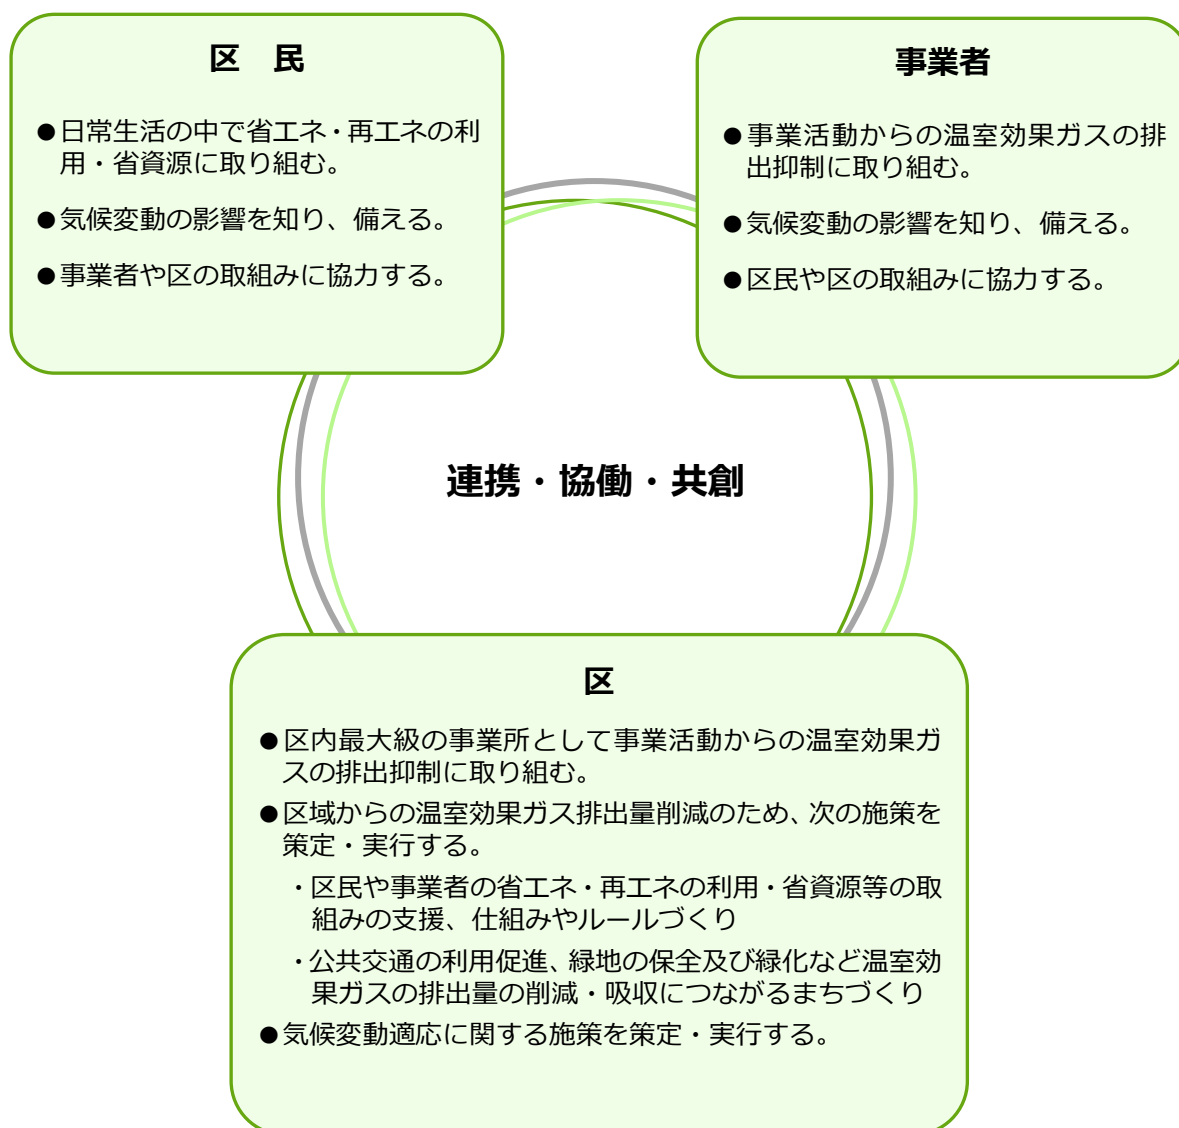 区　民
●日常生活の中で省エネ・再エネの利
用・省資源に取り組む。
●気候変動の影響を知り、備える。
●事業者や区の取組みに協力する。
事業者
●事業活動からの温室効果ガスの排
出抑制に取り組む。
●気候変動の影響を知り、備える。
●区民や区の取組みに協力する。
連携・協働・共創
区
●区内最大級の事業所として事業活動からの温室効果ガ
スの排出抑制に取り組む。
●区域からの温室効果ガス排出量削減のため、次の施策を
策定・実行する。
・区民や事業者の省エネ・再エネの利用・省資源等の取
組みの支援、仕組みやルールづくり
・公共交通の利用促進、緑地の保全及び緑化など温室効
果ガスの排出量の削減・吸収につながるまちづくり
●気候変動適応に関する施策を策定・実行する。